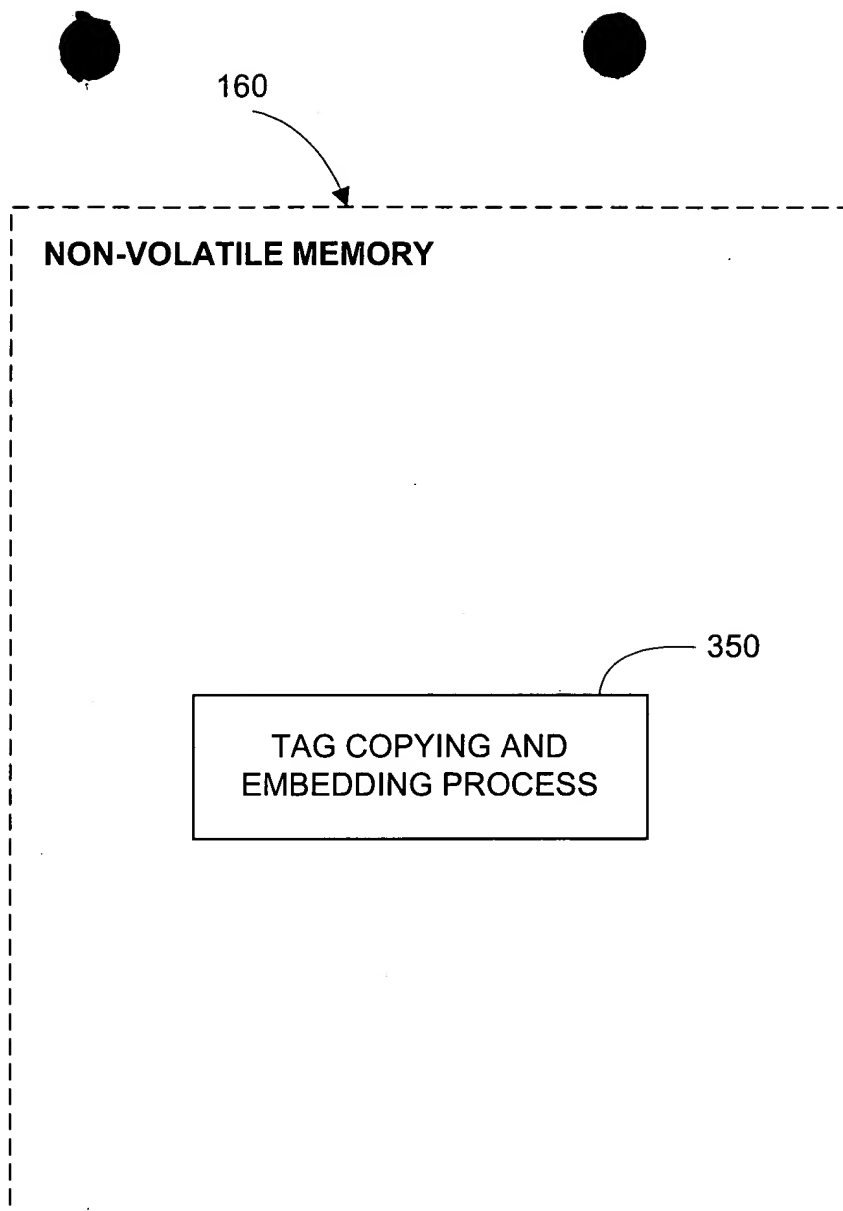 160
NON-VOLATILE MEMORY
350
TAG COPYING AND
EMBEDDING PROCESS